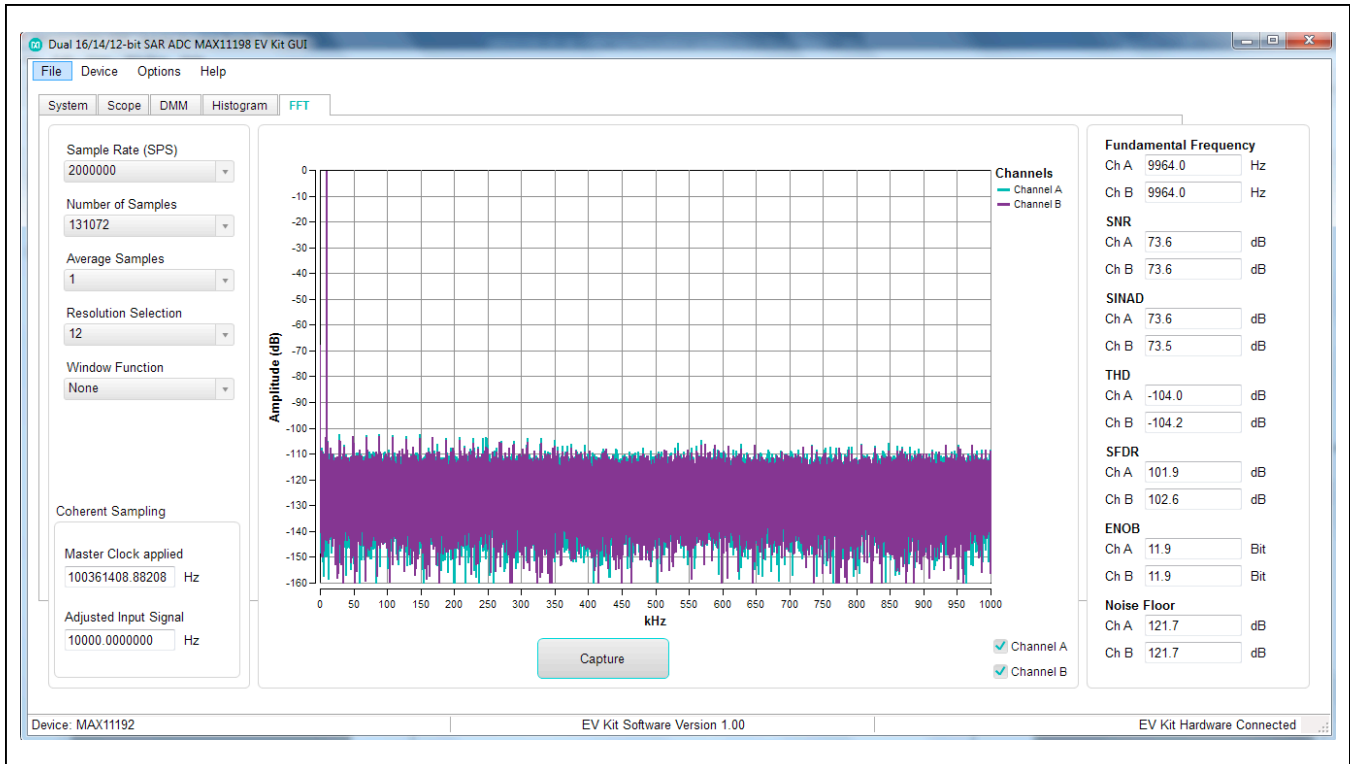 Dual 16/14/12-bit SAR ADC MAX11198 EV Kit GUI
File Device Options Help
System Scope DMM Histogram FFT
Sample Rate (SPS)
2000000
Number of Samples
131072
Average Samples
1
Resolution Selection
12
Window Function
None
Coherent Sampling
Master Clock applied
100361408.88208 Hz
Adjusted Input Signal
10000.0000000 Hz
Amplitude (dB)
0
-10
-20
-30
-40
-50
-60
-70
-80
-90
-100
-110
-120
-130
-140
-150
-160
0 50 100 150 200 250 300 350 400 450 500 550 600 650 700 750 800 850 900 950 1000
kHz
Channels
Channel A
Channel B
Capture
Channel A
Channel B
Fundamental Frequency
Ch A 9964.0 Hz
Ch B 9964.0 Hz
SNR
Ch A 73.6 dB
Ch B 73.6 dB
SINAD
Ch A 73.6 dB
Ch B 73.5 dB
THD
Ch A -104.0 dB
Ch B -104.2 dB
SFDR
Ch A 101.9 dB
Ch B 102.6 dB
ENOB
Ch A 11.9 Bit
Ch B 11.9 Bit
Noise Floor
Ch A 121.7 dB
Ch B 121.7 dB
Device: MAX11192
EV Kit Software Version 1.00
EV Kit Hardware Connected